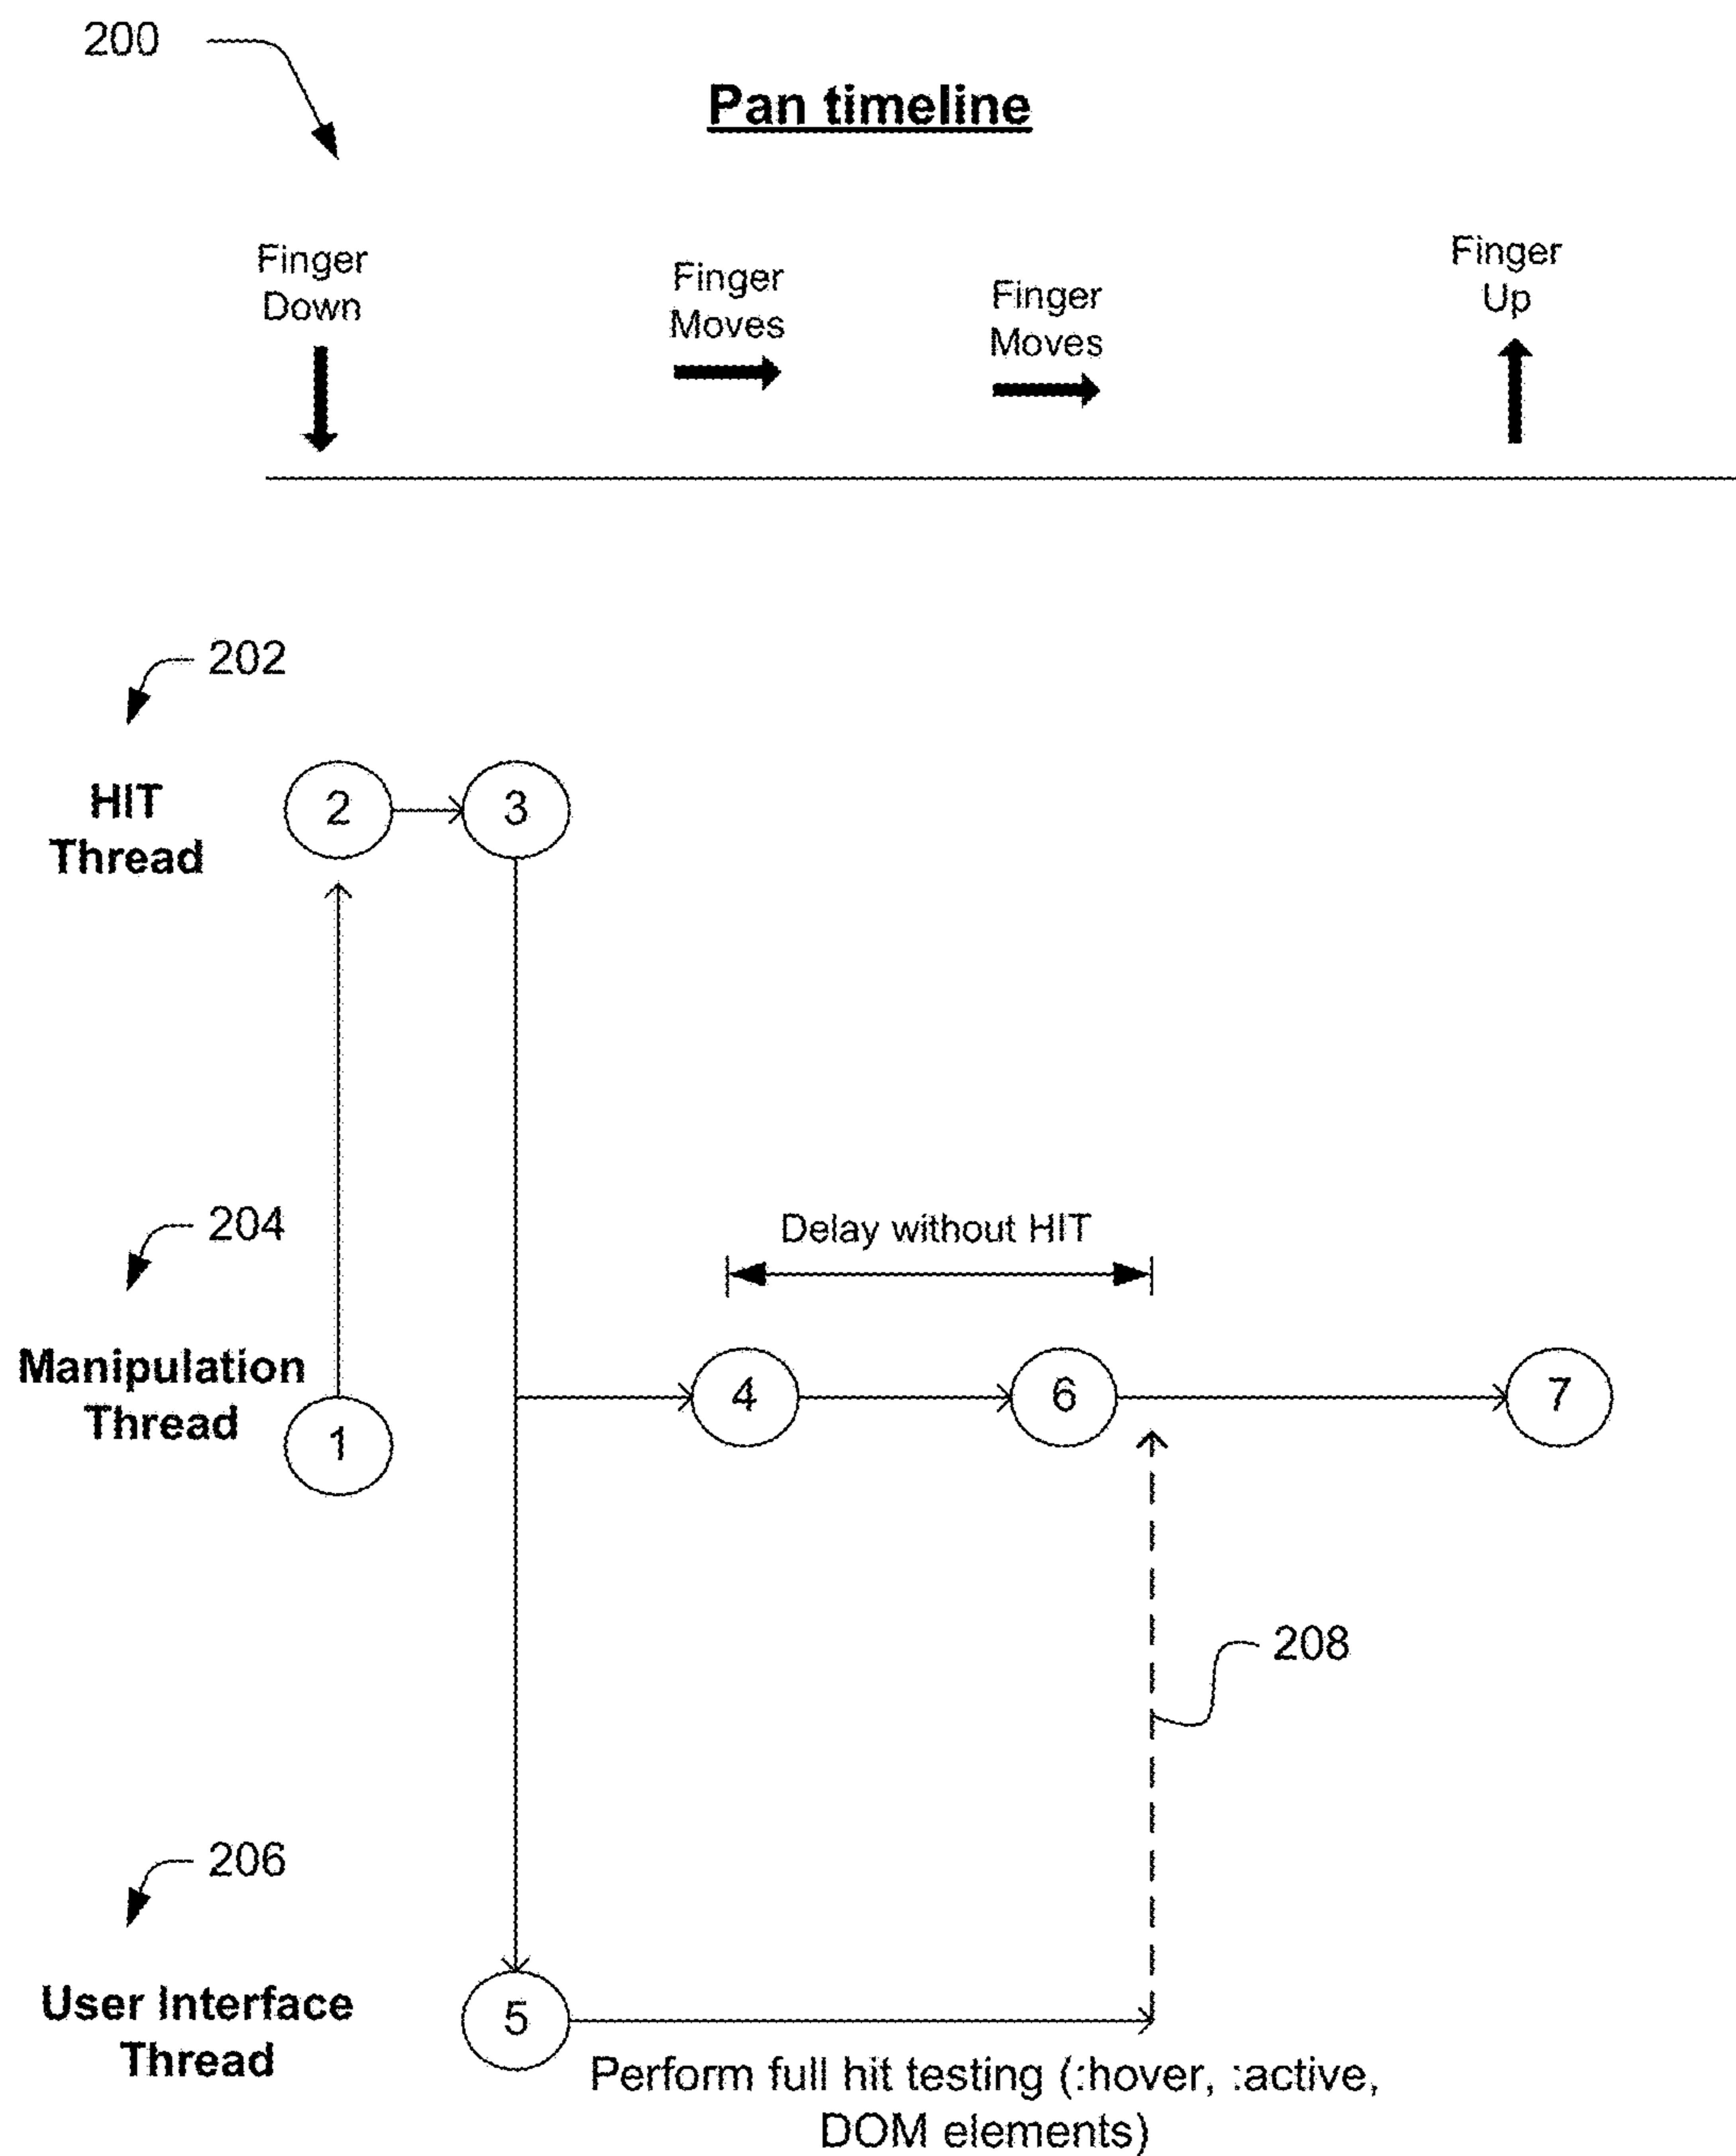 200
Pan timeline
Finger
Down
Finger
Moves
Finger
Moves
Finger
Up
202
HIT
Thread
2
3
204
Delay without HIT
Manipulation
Thread
1
4
6
7
208
206
User Interface
Thread
5
Perform full hit testing (:hover, :active,
DOM elements)